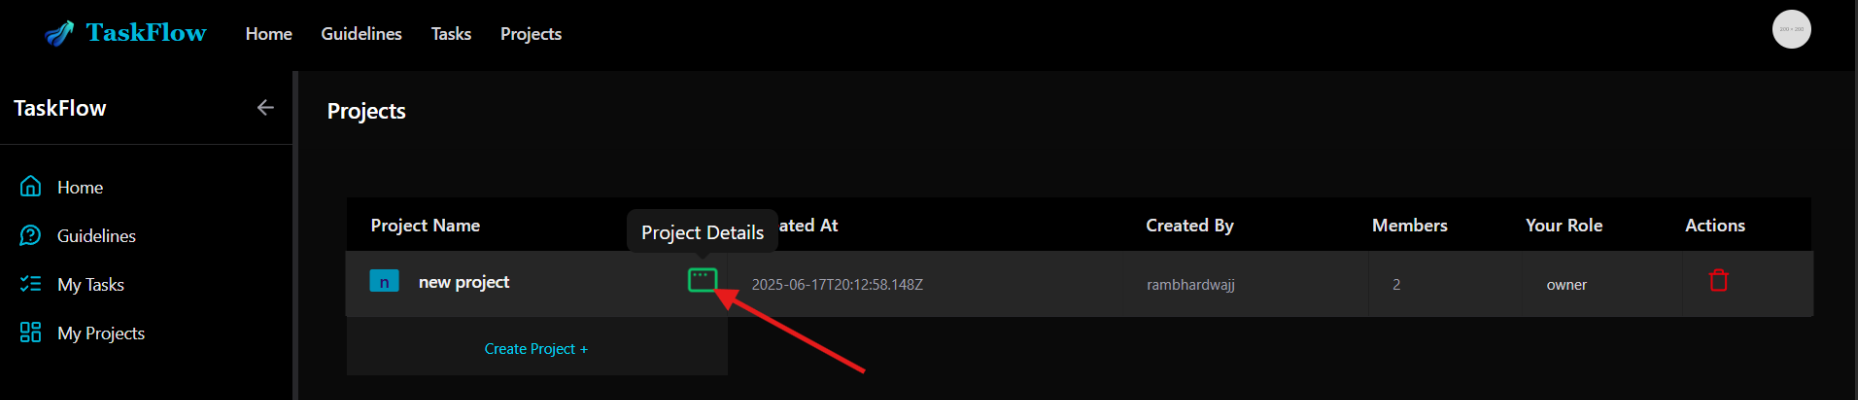 TaskFlow Home Guidelines Tasks Projects
TaskFlow
Home
Guidelines
My Tasks
My Projects
Projects
Project Name ated At Created By Members Your Role Actions
Project Details
n new project 2025-06-17T20:12:58.148Z rambhardwajj 2 owner
Create Project +